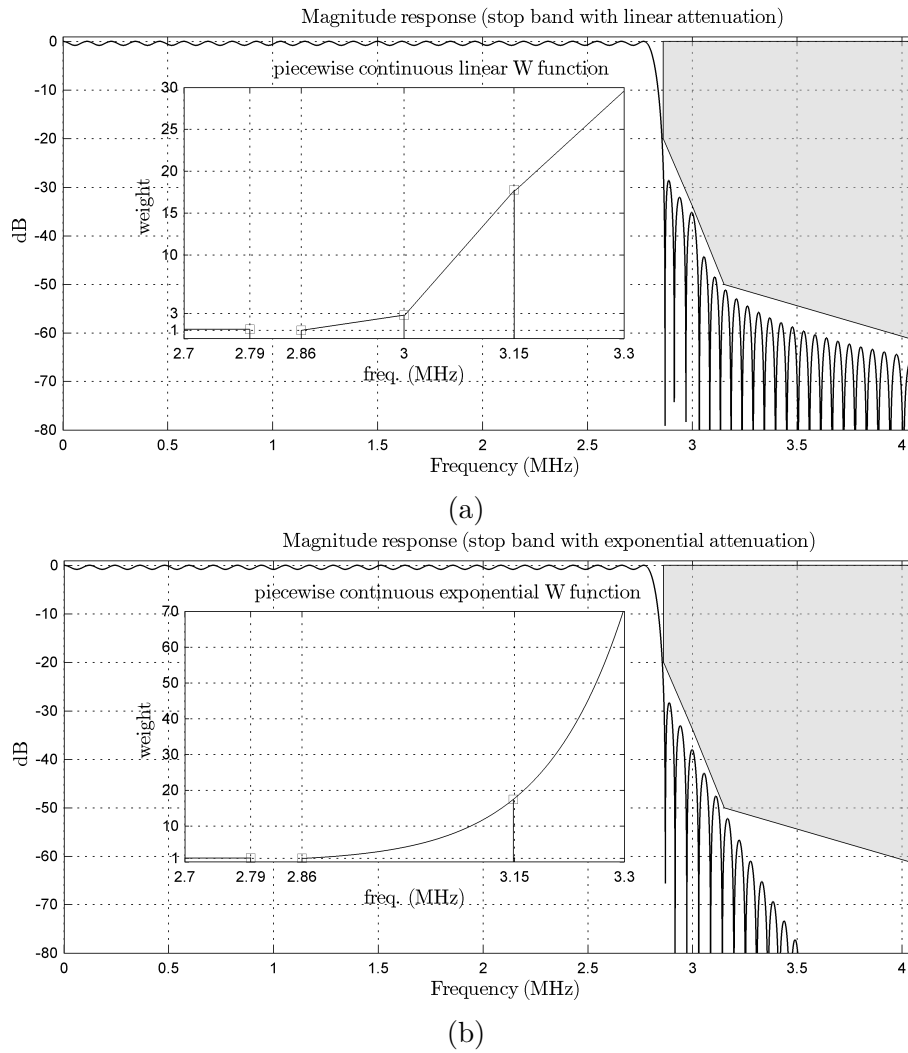 Magnitude response (stop band with linear attenuation)
0
-10
-20
-30
-40
-50
-60
-70
-80
dB
piecewise continuous linear W function
30
25
20
15
10
3
1
weight
2.7 2.79 2.86 3 3.15 3.3
freq. (MHz)
0 0.5 1 1.5 2 2.5 3 3.5 4
Frequency (MHz)
(a)
Magnitude response (stop band with exponential attenuation)
0
-10
-20
-30
-40
-50
-60
-70
-80
dB
piecewise continuous exponential W function
70
60
50
40
30
20
10
1
weight
2.7 2.79 2.86 3.15 3.3
freq. (MHz)
0 0.5 1 1.5 2 2.5 3 3.5 4
Frequency (MHz)
(b)